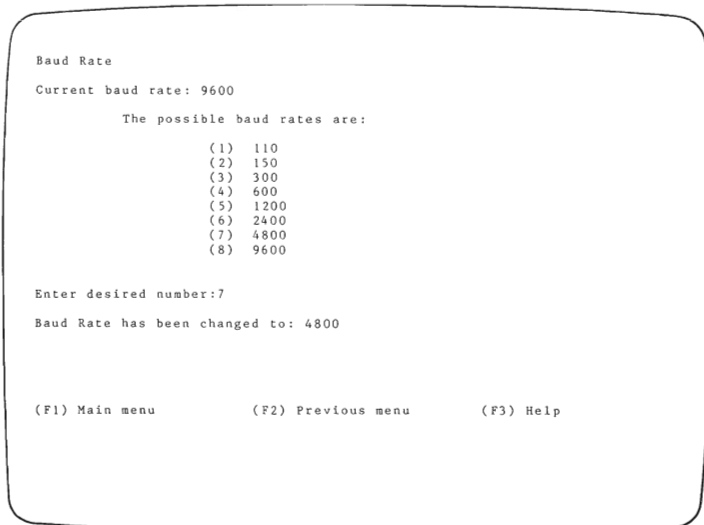 Baud Rate
Current baud rate: 9600
The possible baud rates are:
(1) 110
(2) 150
(3) 300
(4) 600
(5) 1200
(6) 2400
(7) 4800
(8) 9600
Enter desired number:7
Baud Rate has been changed to: 4800
(F1) Main menu (F2) Previous menu (F3) Help